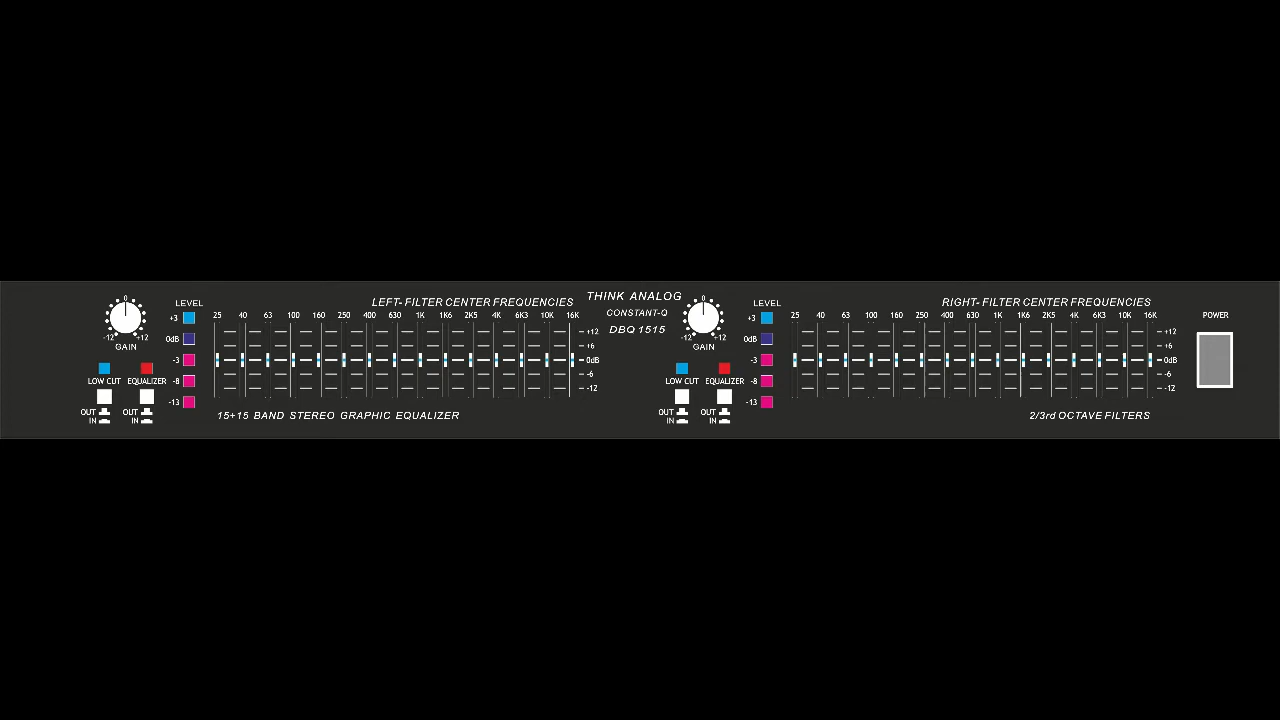 THINK ANALOG
CONSTANT-Q
DBQ 1515
0
-12 +12
GAIN
LOW CUT EQUALIZER
OUT OUT
IN IN
LEVEL
+3
0dB
-3
-8
-13
LEFT- FILTER CENTER FREQUENCIES
25 40 63 100 160 250 400 630 1K 1K6 2K5 4K 6K3 10K 16K
+12
+6
0dB
-6
-12
15+15 BAND STEREO GRAPHIC EQUALIZER
0
-12 +12
GAIN
LOW CUT EQUALIZER
OUT OUT
IN IN
LEVEL
+3
0dB
-3
-8
-13
RIGHT- FILTER CENTER FREQUENCIES
25 40 63 100 160 250 400 630 1K 1K6 2K5 4K 6K3 10K 16K
+12
+6
0dB
-6
-12
2/3rd OCTAVE FILTERS
POWER